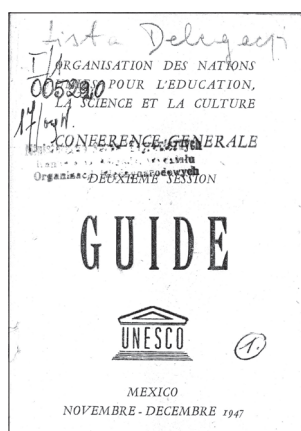 Lista Delegacji
I/
ORGANISATION DES NATIONS
005290
POUR L'EDUCATION,
LA SCIENCE ET LA CULTURE
17/
CONFERENCE GENERALE
DEUXIEME SESSION
GUIDE
UNESCO
1.
MEXICO
NOVEMBRE - DECEMBRE 1947